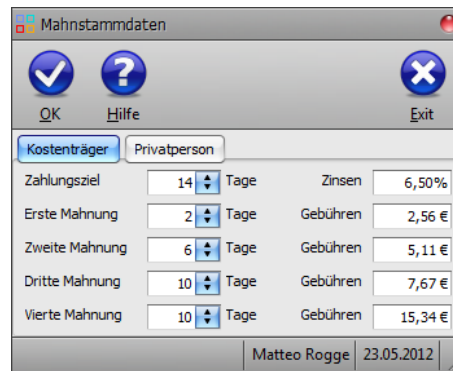 Mahnstammdaten
OK Hilfe Exit
Kostenträger Privatperson
Zahlungsziel 14 Tage Zinsen 6,50%
Erste Mahnung 2 Tage Gebühren 2,56 €
Zweite Mahnung 6 Tage Gebühren 5,11 €
Dritte Mahnung 10 Tage Gebühren 7,67 €
Vierte Mahnung 10 Tage Gebühren 15,34 €
Matteo Rogge 23.05.2012